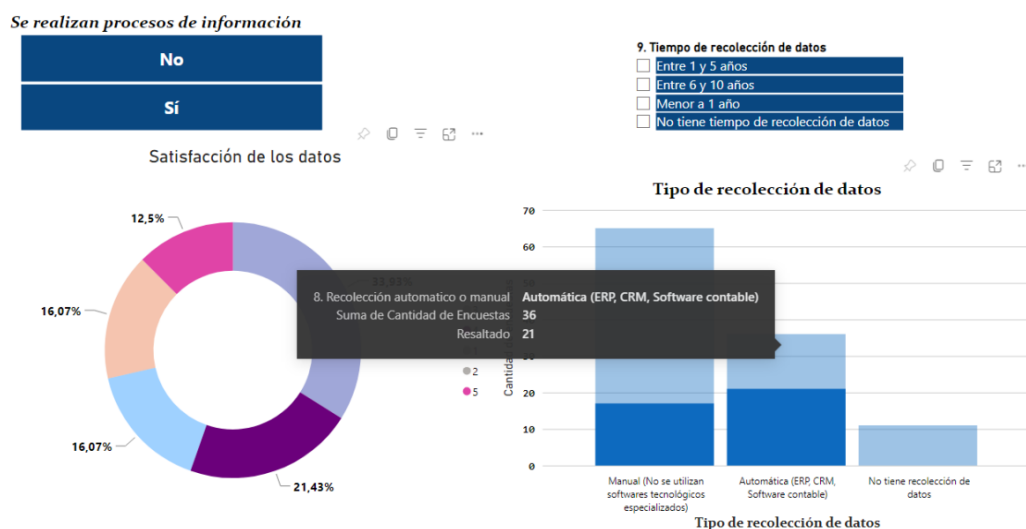 Se realizan procesos de información
No
Sí
9. Tiempo de recolección de datos
Entre 1 y 5 años
Entre 6 y 10 años
Menor a 1 año
No tiene tiempo de recolección de datos
Satisfacción de los datos
12,5%
16,07%
16,07%
21,43%
2
5
Tipo de recolección de datos
70
60
30
20
10
0
Cantidad
8. Recolección automatico o manual Automática (ERP, CRM, Software contable)
Suma de Cantidad de Encuestas 36
Resaltado 21
Manual (No se utilizan
softwares tecnológicos
especializados)
Automática (ERP, CRM,
Software contable)
No tiene recolección de
datos
Tipo de recolección de datos